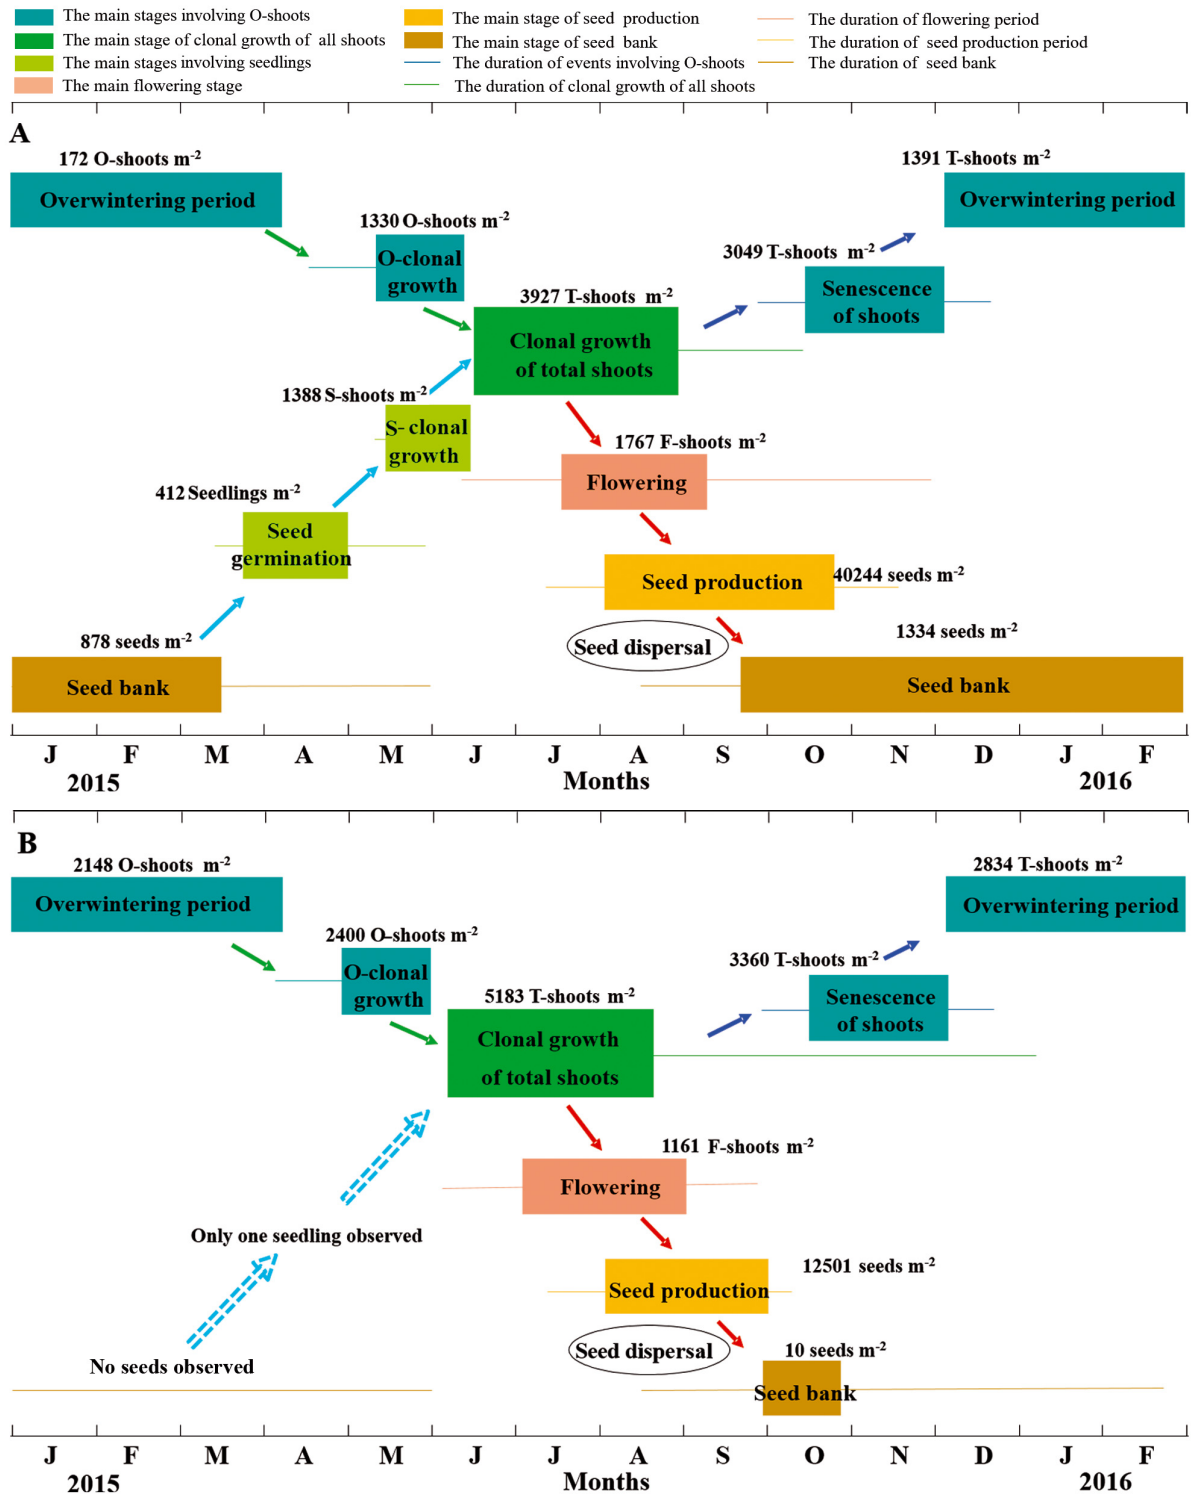 The main stages involving O-shoots
The main stage of clonal growth of all shoots
The main stages involving seedlings
The main flowering stage
The main stage of seed production
The main stage of seed bank
The duration of events involving O-shoots
The duration of clonal growth of all shoots
The duration of flowering period
The duration of seed production period
The duration of seed bank
A
172 O-shoots m-2
Overwintering period
1330 O-shoots m-2
O-clonal
growth
3927 T-shoots m-2
Clonal growth
of total shoots
1388 S-shoots m-2
S-clonal
growth
412 Seedlings m-2
Seed
germination
878 seeds m-2
Seed bank
1767 F-shoots m-2
Flowering
Seed production
40244 seeds m-2
Seed dispersal
1334 seeds m-2
Seed bank
3049 T-shoots m-2
Senescence
of shoots
1391 T-shoots m-2
Overwintering period
J F M A M J J A S O N D J F
2015 Months 2016
B
2148 O-shoots m-2
Overwintering period
2400 O-shoots m-2
O-clonal
growth
5183 T-shoots m-2
Clonal growth
of total shoots
Only one seedling observed
No seeds observed
1161 F-shoots m-2
Flowering
Seed production
12501 seeds m-2
Seed dispersal
10 seeds m-2
Seed bank
3360 T-shoots m-2
Senescence
of shoots
2834 T-shoots m-2
Overwintering period
J F M A M J J A S O N D J F
2015 Months 2016